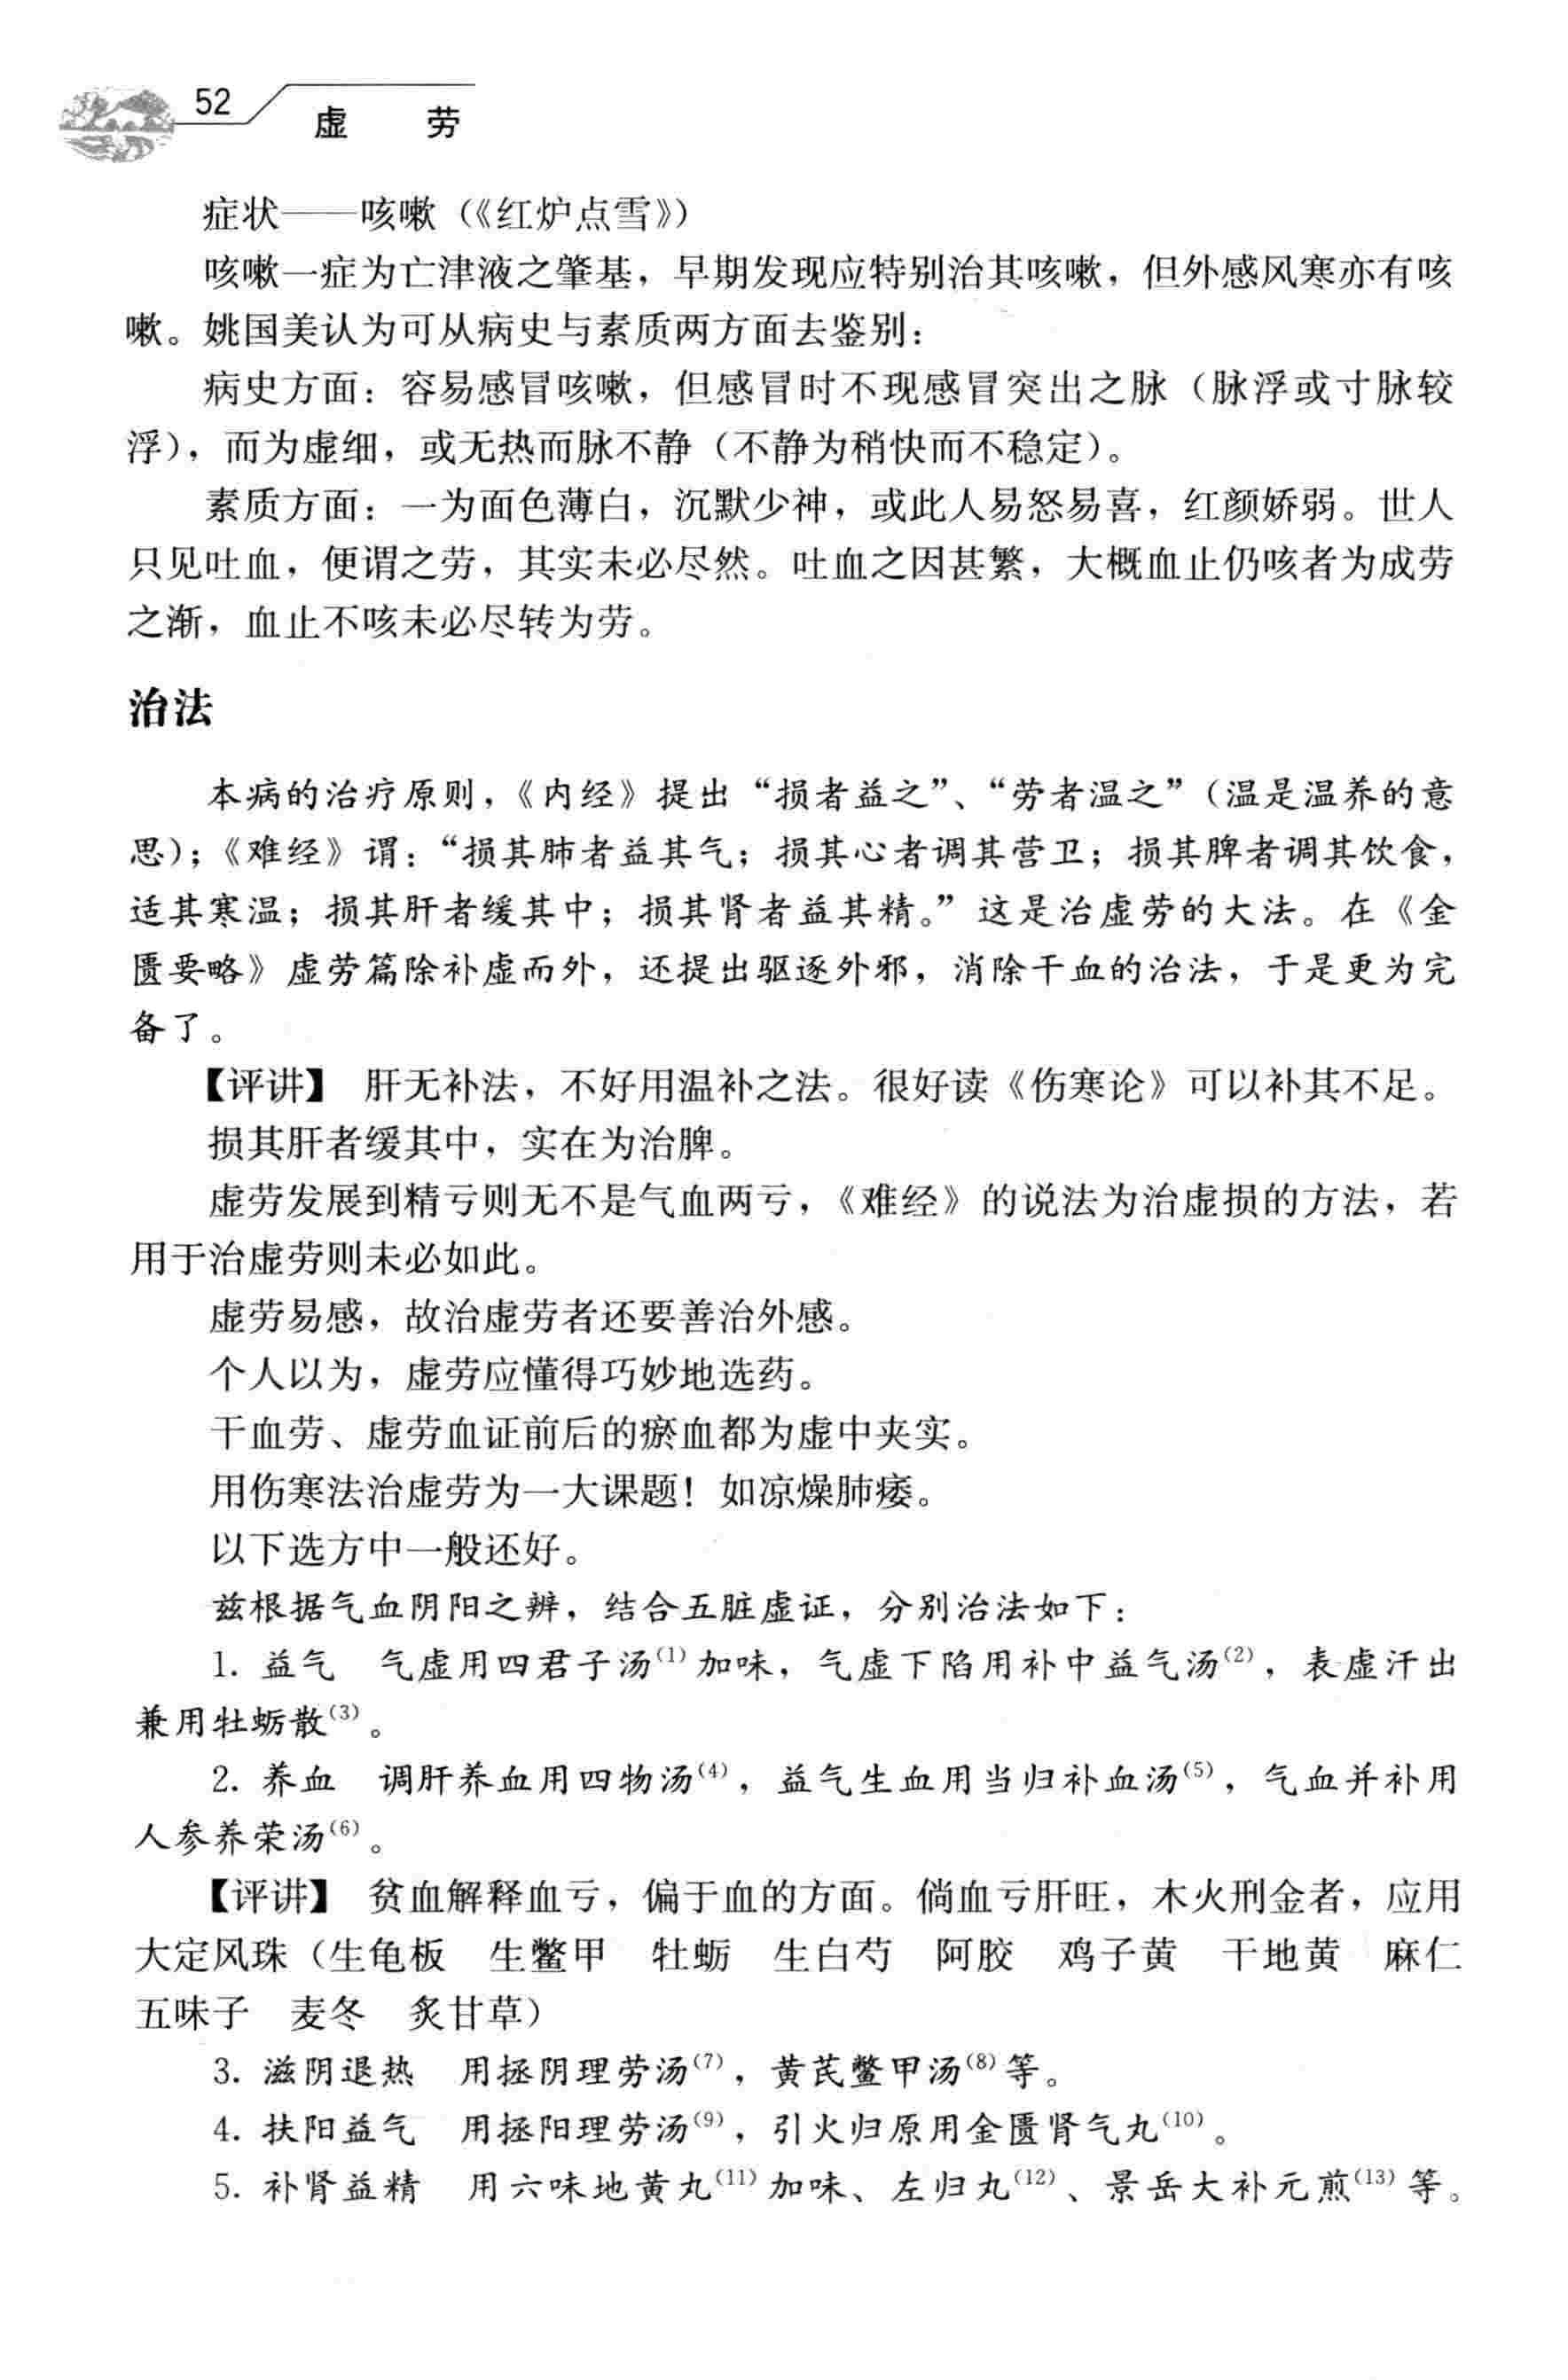 52
虚 劳
症状——咳嗽（《红炉点雪》）
咳嗽一症为亡津液之肇基，早期发现应特别治其咳嗽，但外感风寒亦有咳
嗽。姚国美认为可从病史与素质两方面去鉴别：
病史方面：容易感冒咳嗽，但感冒时不现感冒突出之脉（脉浮或寸脉较
浮），而为虚细，或无热而脉不静（不静为稍快而不稳定）。
素质方面：一为面色薄白，沉默少神，或此人易怒易喜，红颜娇弱。世人
只见吐血，便谓之劳，其实未必尽然。吐血之因甚繁，大概血止仍咳者为成劳
之渐，血止不咳未必尽转为劳。
治法
本病的治疗原则，《内经》提出“损者益之”、“劳者温之”（温是温养的意
思）；《难经》谓：“损其肺者益其气；损其心者调其营卫；损其脾者调其饮食，
适其寒温；损其肝者缓其中；损其肾者益其精。”这是治虚劳的大法。在《金
匮要略》虚劳篇除补虚而外，还提出驱逐外邪，消除干血的治法，于是更为完
备了。
【评讲】 肝无补法，不好用温补之法。很好读《伤寒论》可以补其不足。
损其肝者缓其中，实在为治脾。
虚劳发展到精亏则无不是气血两亏，《难经》的说法为治虚损的方法，若
用于治虚劳则未必如此。
虚劳易感，故治虚劳者还要善治外感。
个人以为，虚劳应懂得巧妙地选药。
干血劳、虚劳血证前后的瘀血都为虚中夹实。
用伤寒法治虚劳为一大课题！如凉燥肺痿。
以下选方中一般还好。
兹根据气血阴阳之辨，结合五脏虚证，分别治法如下：
1. 益气 气虚用四君子汤⑴加味，气虚下陷用补中益气汤⑵，表虚汗出
兼用牡蛎散⑶。
2. 养血 调肝养血用四物汤⑷，益气生血用当归补血汤⑸，气血并补用
人参养荣汤⑹。
【评讲】 贫血解释血亏，偏于血的方面。倘血亏肝旺，木火刑金者，应用
大定风珠（生龟板 生鳖甲 牡蛎 生白芍 阿胶 鸡子黄 干地黄 麻仁
五味子 麦冬 炙甘草）
3. 滋阴退热 用拯阴理劳汤⑺，黄芪鳖甲汤⑻等。
4. 扶阳益气 用拯阳理劳汤⑼，引火归原用金匮肾气丸⑽。
5. 补肾益精 用六味地黄丸⑾加味、左归丸⑿、景岳大补元煎⒀等。